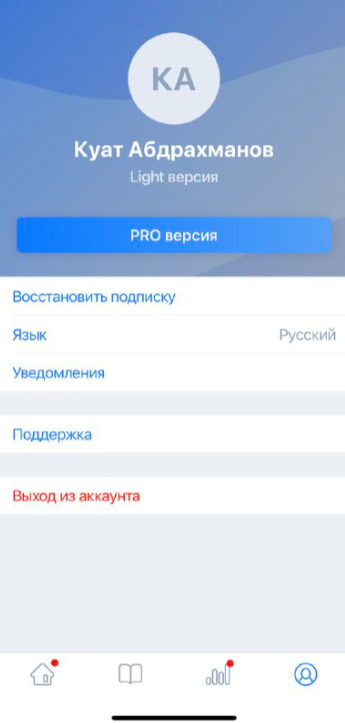 КА
Куат Абдрахманов
Light версия
PRO версия
Восстановить подписку
Язык Русский
Уведомления
Поддержка
Выход из аккаунта